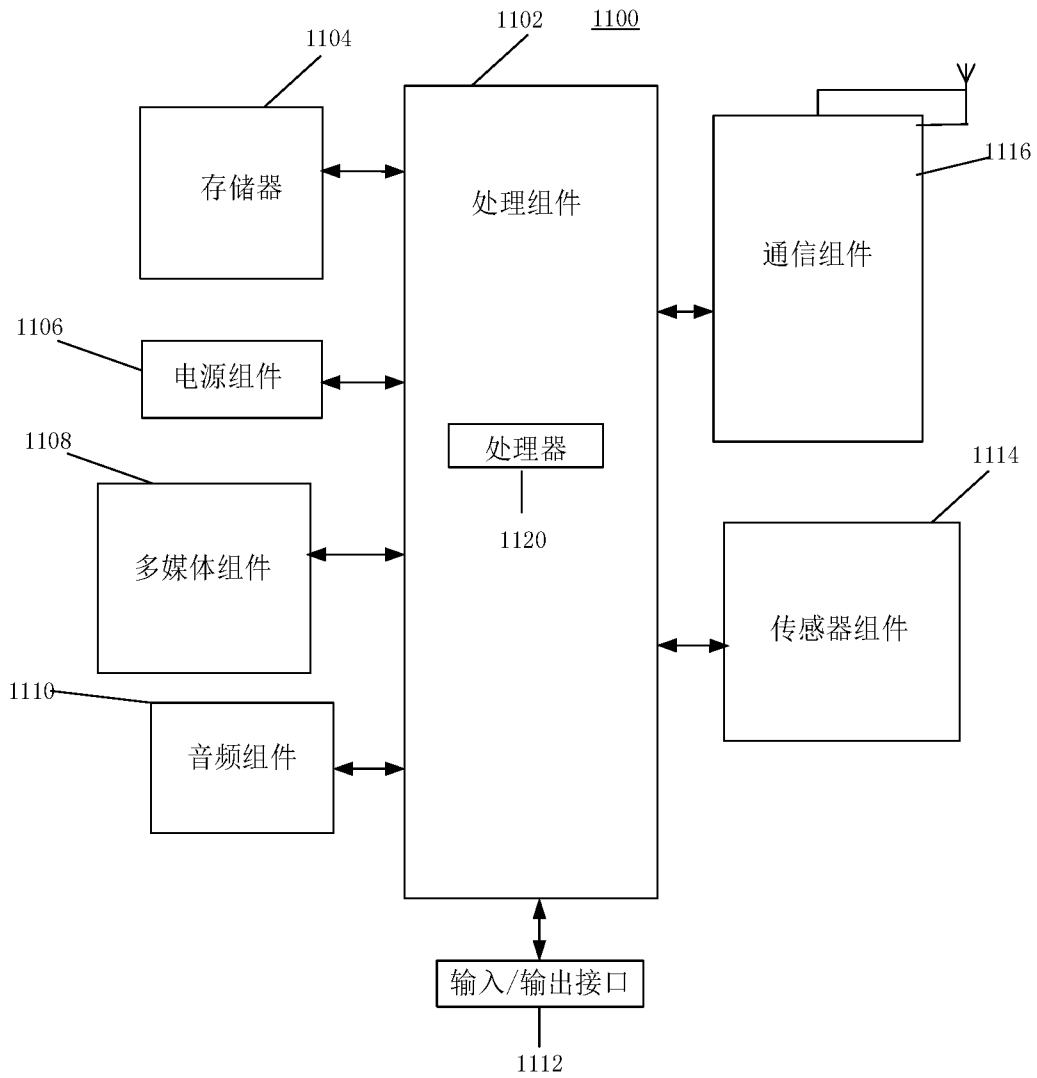 1102
1100
1104
存储器
处理组件
1116
通信组件
1106
电源组件
1108
处理器
1114
1120
多媒体组件
传感器组件
1110
音频组件
输入/输出接口
1112